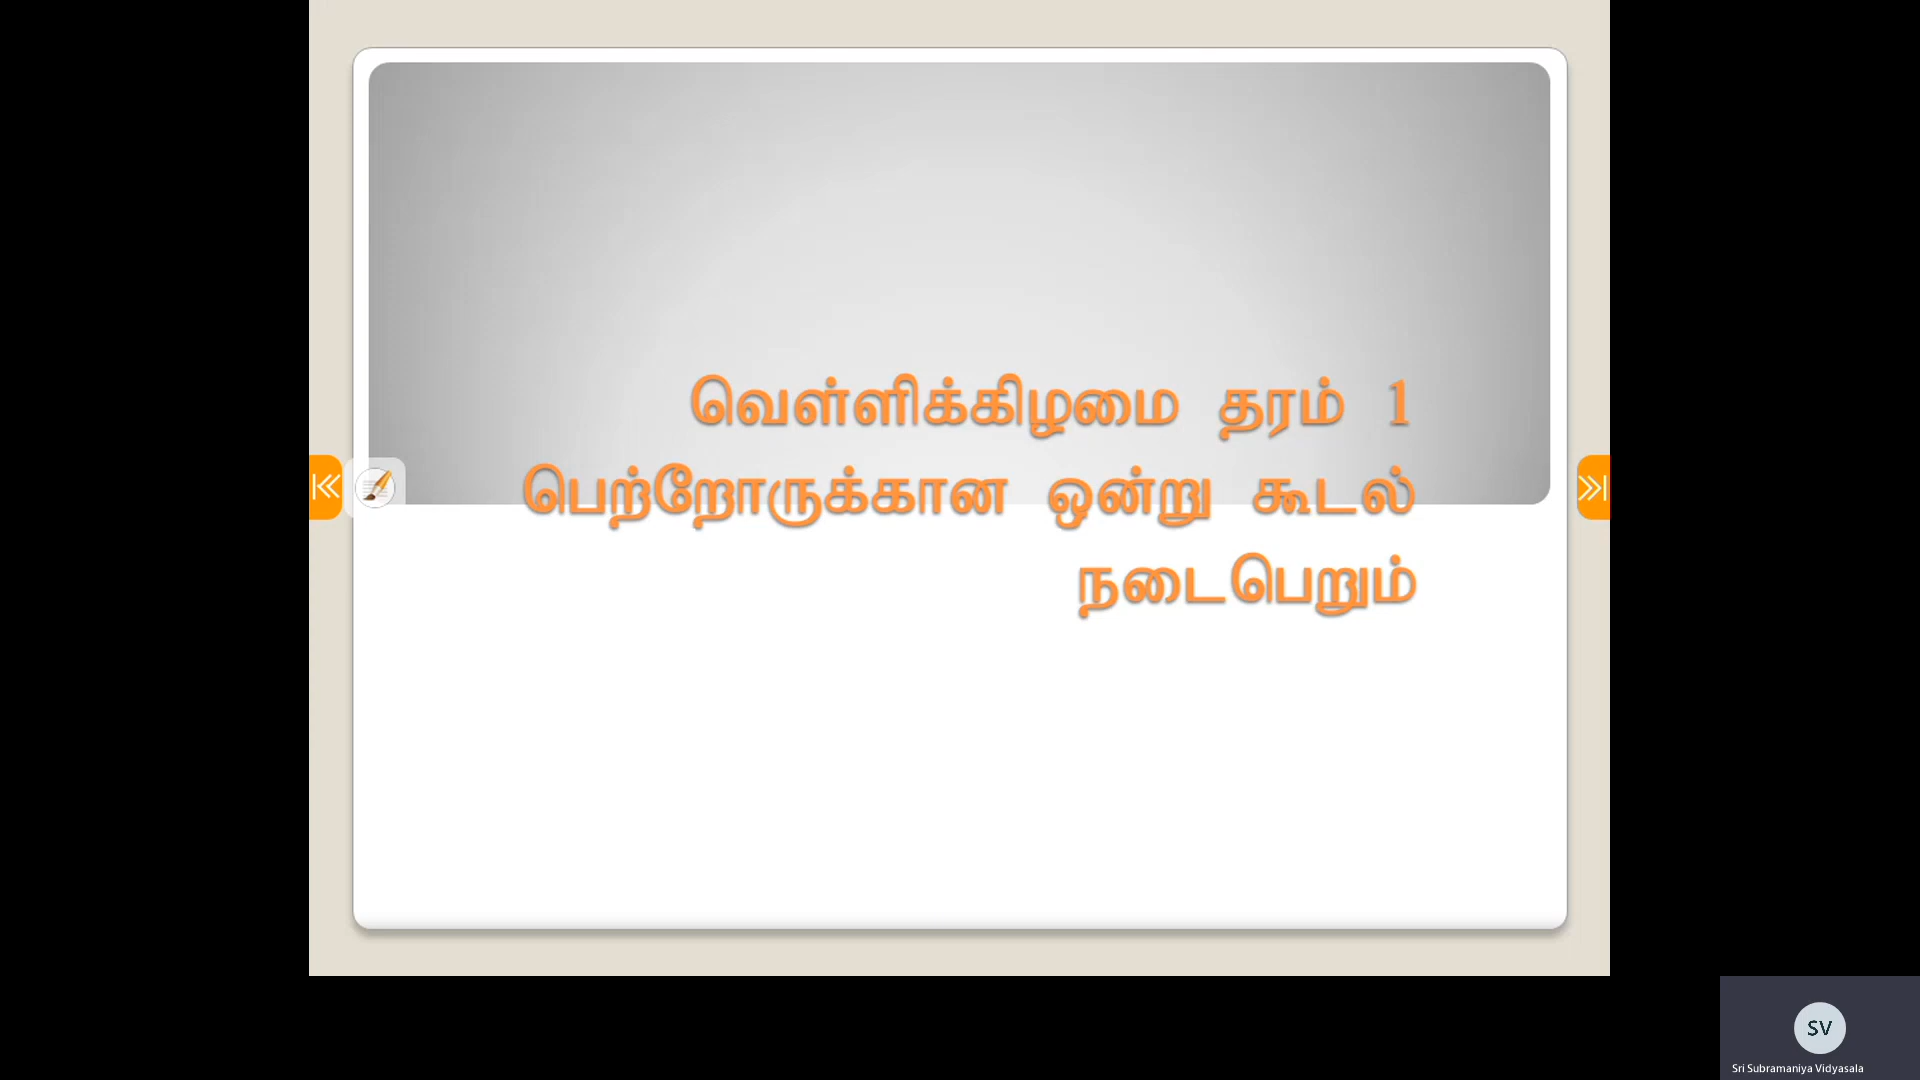 வெள்ளிக்கிழமை தரம் 1
பெற்றோருக்கான ஒன்று கூடல்
நடைபெறும்
SV
Sri Subramaniya Vidyasala